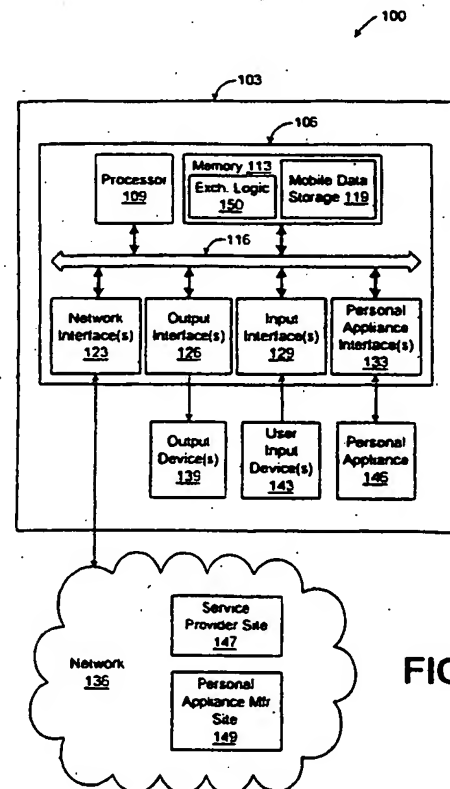 100
103
106
Processor
109
Memory 113
Exch. Logic
150
Mobile Data
Storage 119
116
Network
Interface(s)
123
Output
Interface(s)
126
Input
Interface(s)
129
Personal
Appliance
Interface(s)
133
Output
Device(s)
139
User
Input
Device(s)
143
Personal
Appliance
146
Network
136
Service
Provider Site
147
Personal
Appliance Mfr
Site
149
FIG